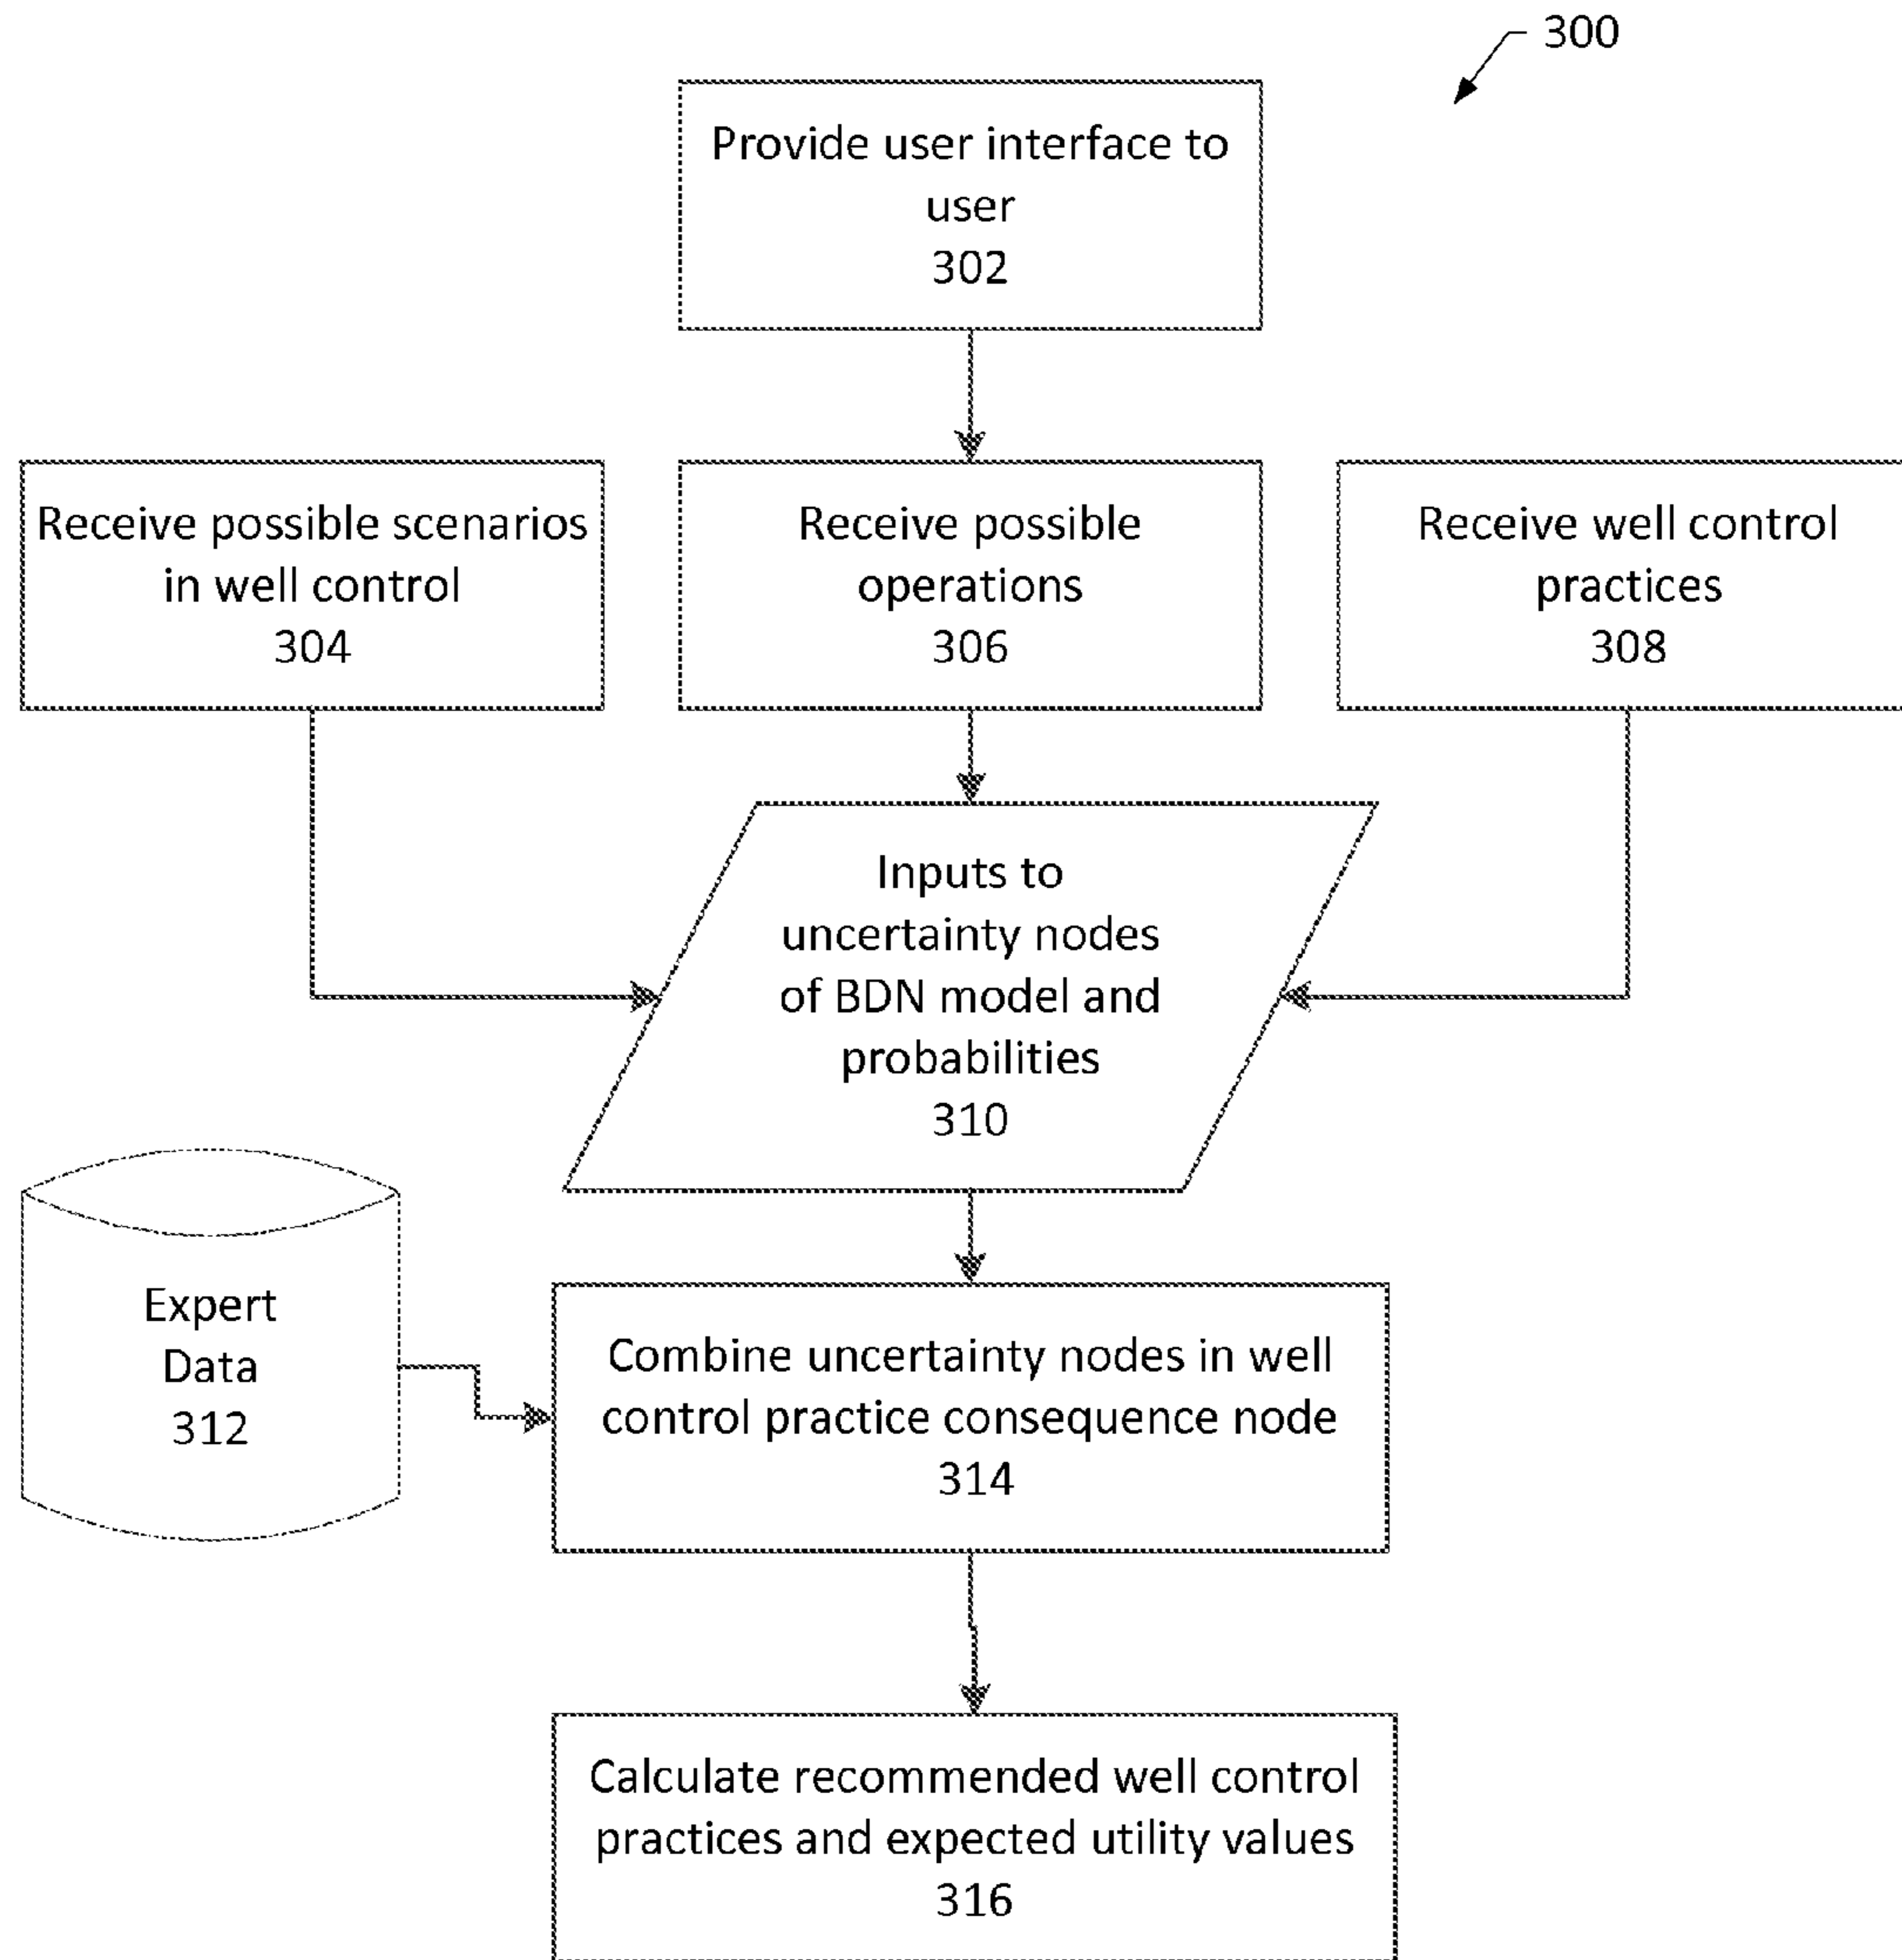 300
Provide user interface to
user
302
Receive possible scenarios
in well control
304
Receive possible
operations
306
Receive well control
practices
308
Inputs to
uncertainty nodes
of BDN model and
probabilities
310
Expert
Data
312
Combine uncertainty nodes in well
control practice consequence node
314
Calculate recommended well control
practices and expected utility values
316